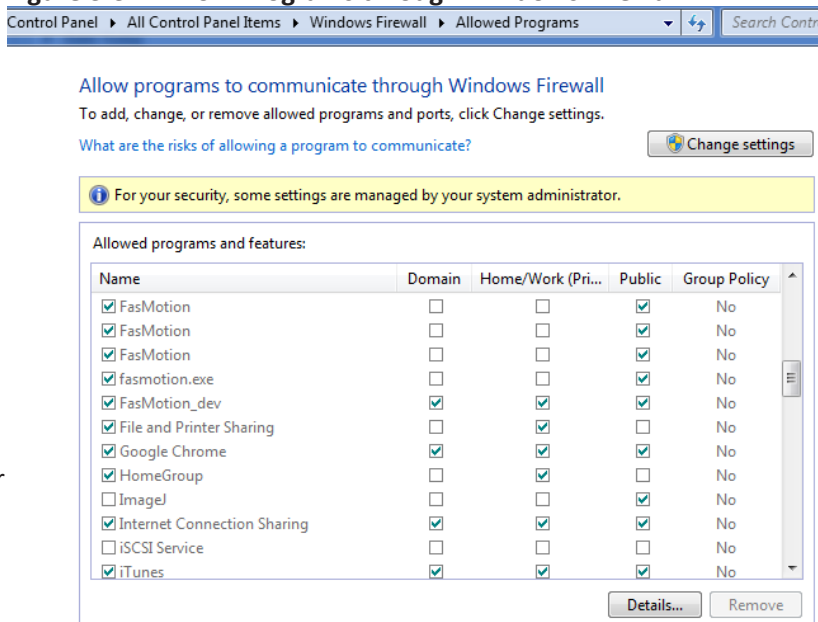 Control Panel ▸ All Control Panel Items ▸ Windows Firewall ▸ Allowed Programs Search Contr
Allow programs to communicate through Windows Firewall
To add, change, or remove allowed programs and ports, click Change settings.
What are the risks of allowing a program to communicate? Change settings
For your security, some settings are managed by your system administrator.
Allowed programs and features:
Name Domain Home/Work (Pri... Public Group Policy
FasMotion No
FasMotion No
FasMotion No
fasmotion.exe No
FasMotion_dev No
File and Printer Sharing No
Google Chrome No
r HomeGroup No
ImageJ No
Internet Connection Sharing No
iSCSI Service No
iTunes No
Details... Remove